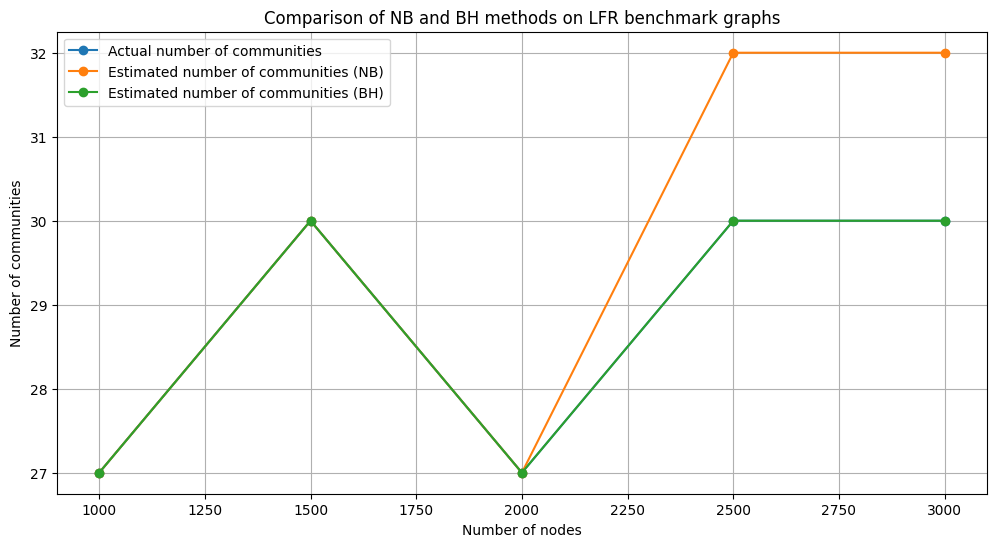 Comparison of NB and BH methods on LFR benchmark graphs
Actual number of communities
Estimated number of communities (NB)
Estimated number of communities (BH)
Number of communities
32
31
30
29
28
27
1000 1250 1500 1750 2000 2250 2500 2750 3000
Number of nodes